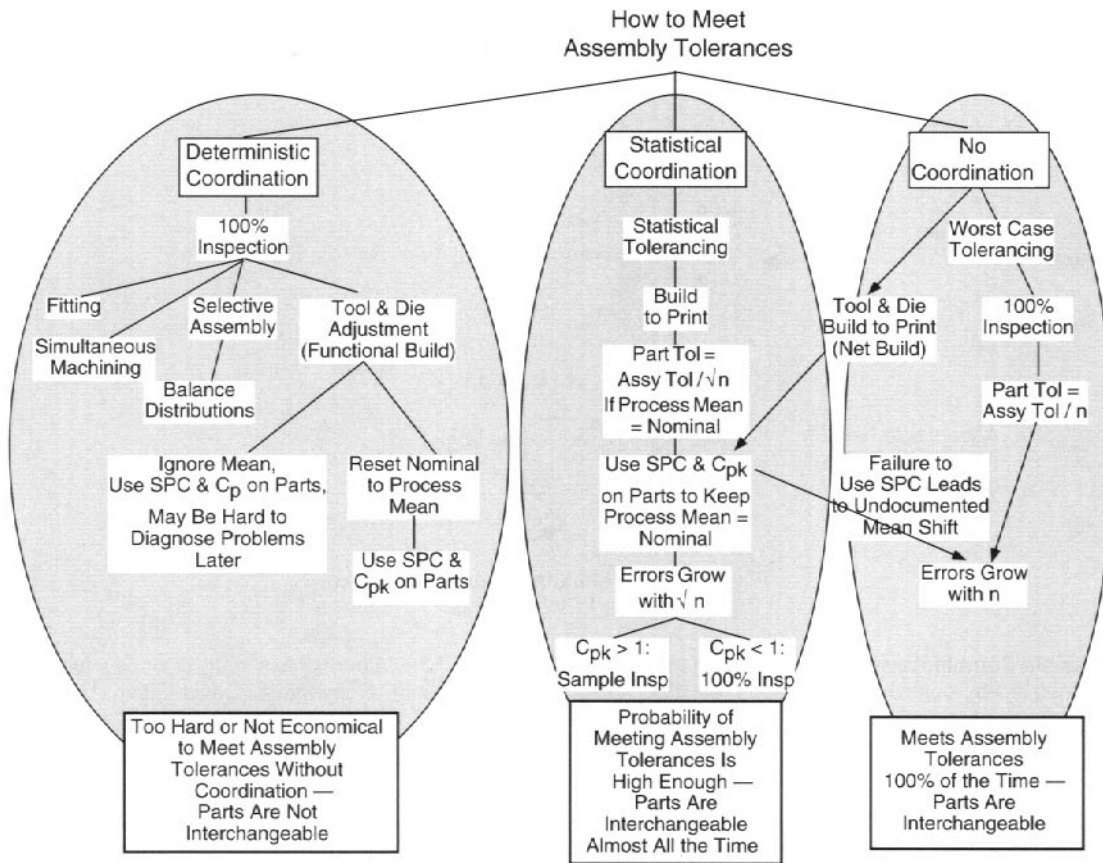 How to Meet
Assembly Tolerances
Deterministic
Coordination
100%
Inspection
Fitting
Simultaneous
Machining
Selective
Assembly
Balance
Distributions
Tool & Die
Adjustment
(Functional Build)
Ignore Mean,
Use SPC & Cp on Parts,
May Be Hard to
Diagnose Problems
Later
Reset Nominal
to Process
Mean
Use SPC &
Cpk on Parts
Too Hard or Not Economical
to Meet Assembly
Tolerances Without
Coordination —
Parts Are Not
Interchangeable
Statistical
Coordination
Statistical
Tolerancing
Build
to Print
Part Tol =
Assy Tol / √n
If Process Mean
= Nominal
Use SPC & Cpk
on Parts to Keep
Process Mean =
Nominal
Errors Grow
with √ n
Cpk > 1:
Sample Insp
Cpk < 1:
100% Insp
Probability of
Meeting Assembly
Tolerances Is
High Enough —
Parts Are
Interchangeable
Almost All the Time
No
Coordination
Worst Case
Tolerancing
Tool & Die
Build to Print
(Net Build)
100%
Inspection
Part Tol =
Assy Tol / n
Failure to
Use SPC Leads
to Undocumented
Mean Shift
Errors Grow
with n
Meets Assembly
Tolerances
100% of the Time —
Parts Are
Interchangeable